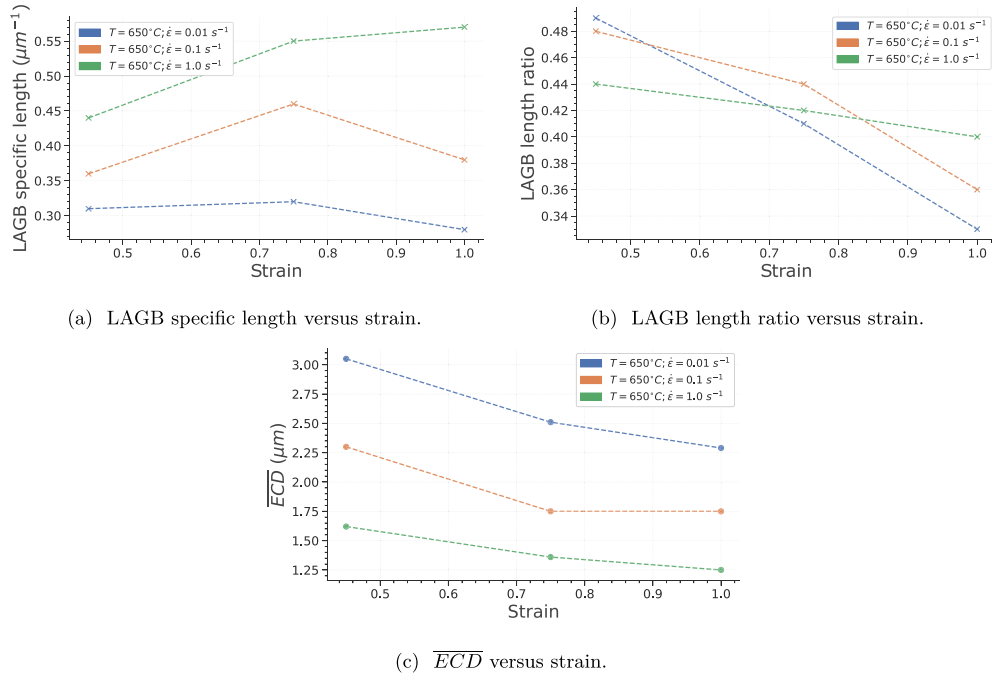 LAGB specific length (μm⁻¹)
0.55
0.50
0.45
0.40
0.35
0.30
T = 650°C; ε̇ = 0.01 s⁻¹
T = 650°C; ε̇ = 0.1 s⁻¹
T = 650°C; ε̇ = 1.0 s⁻¹
0.5 0.6 0.7 0.8 0.9 1.0
Strain
(a) LAGB specific length versus strain.
LAGB length ratio
0.48
0.46
0.44
0.42
0.40
0.38
0.36
0.34
T = 650°C; ε̇ = 0.01 s⁻¹
T = 650°C; ε̇ = 0.1 s⁻¹
T = 650°C; ε̇ = 1.0 s⁻¹
0.5 0.6 0.7 0.8 0.9 1.0
Strain
(b) LAGB length ratio versus strain.
E̅C̅D̅ (μm)
3.00
2.75
2.50
2.25
2.00
1.75
1.50
1.25
T = 650°C; ε̇ = 0.01 s⁻¹
T = 650°C; ε̇ = 0.1 s⁻¹
T = 650°C; ε̇ = 1.0 s⁻¹
0.5 0.6 0.7 0.8 0.9 1.0
Strain
(c) E̅C̅D̅ versus strain.